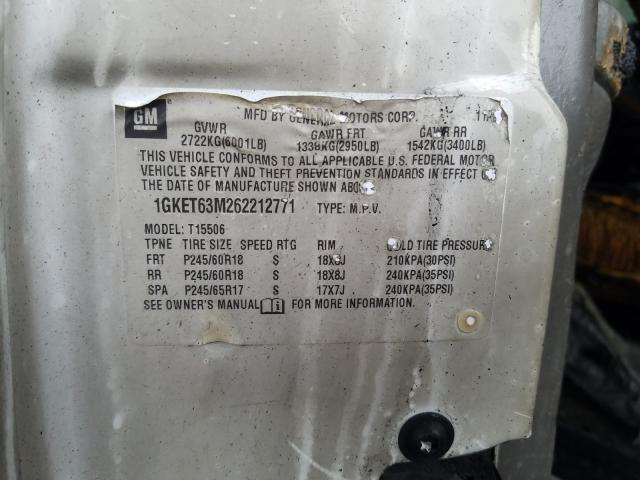 GM
MFD BY GENERAL MOTORS CORP.
GVWR GAWR FRT GAWR RR
2722KG(6001LB) 1338KG(2950LB) 1542KG(3400LB)
THIS VEHICLE CONFORMS TO ALL APPLICABLE U.S. FEDERAL MOTOR
VEHICLE SAFETY AND THEFT PREVENTION STANDARDS IN EFFECT
THE DATE OF MANUFACTURE SHOWN
1GKET63M262212771 TYPE: M.P.V.
MODEL: T15506
TPNE TIRE SIZE SPEED RTG RIM COLD TIRE PRESSURE
FRT P245/60R18 S 18X8J 210KPA(30PSI)
RR P245/60R18 S 18X8J 240KPA(35PSI)
SPA P245/65R17 S 17X7J 240KPA(35PSI)
SEE OWNER'S MANUAL FOR MORE INFORMATION.